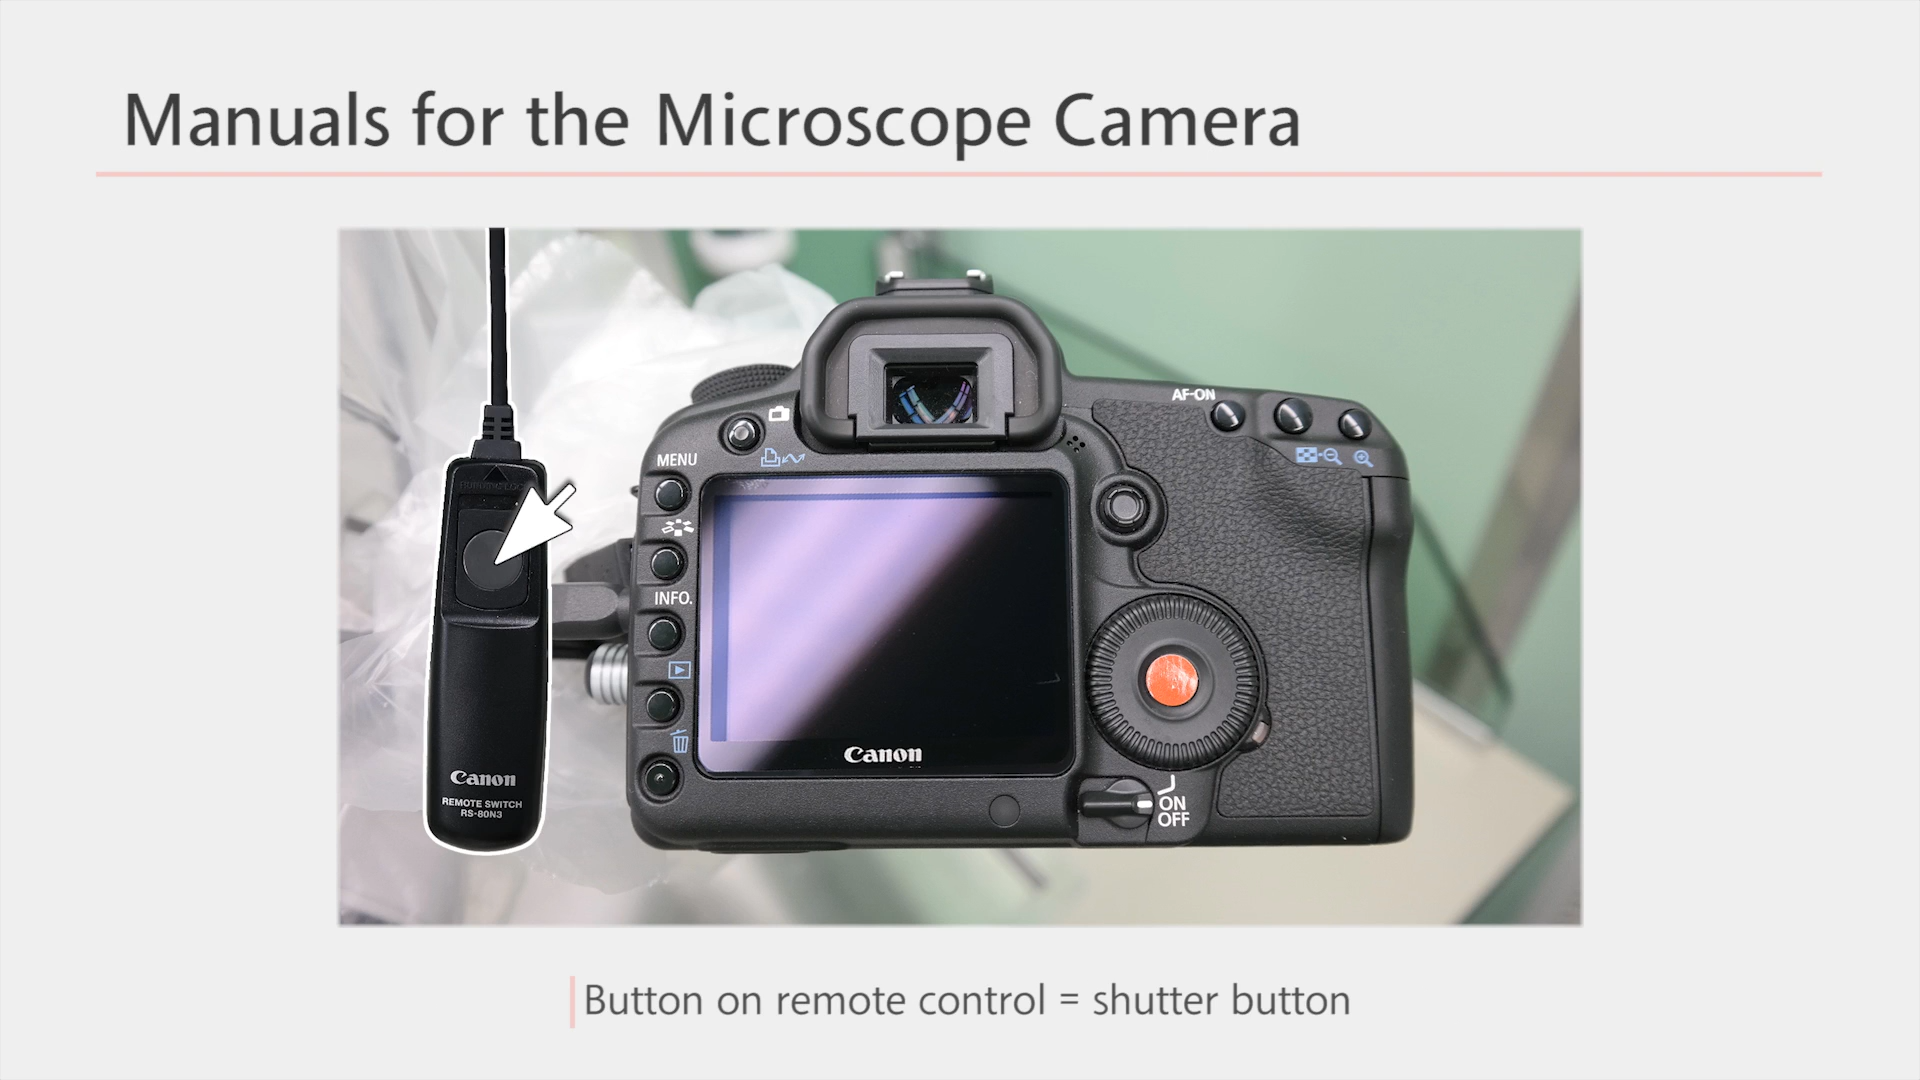 Manuals for the Microscope Camera
AF-ON
MENU
INFO.
Canon
Canon
REMOTE SWITCH
RS-80N3
ON
OFF
Button on remote control = shutter button